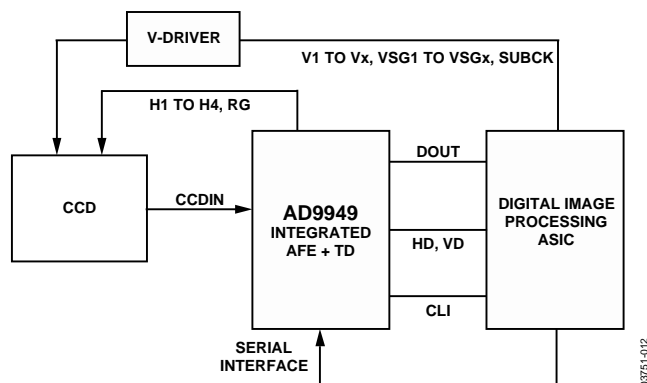 V-DRIVER
V1 TO Vx, VSG1 TO VSGx, SUBCK
H1 TO H4, RG
CCD
CCDIN
AD9949
INTEGRATED
AFE + TD
DOUT
HD, VD
CLI
DIGITAL IMAGE
PROCESSING
ASIC
SERIAL
INTERFACE
03751-012